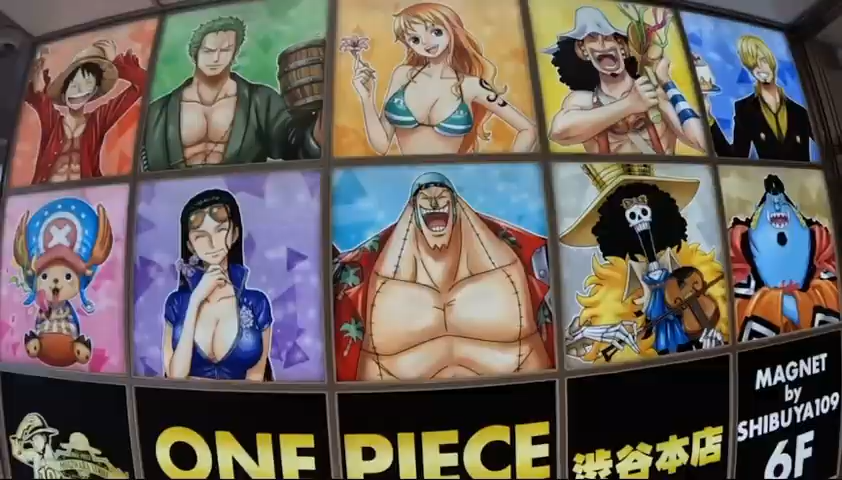 ONE PIECE
渋谷本店
MAGNET
by
SHIBUYA109
6F